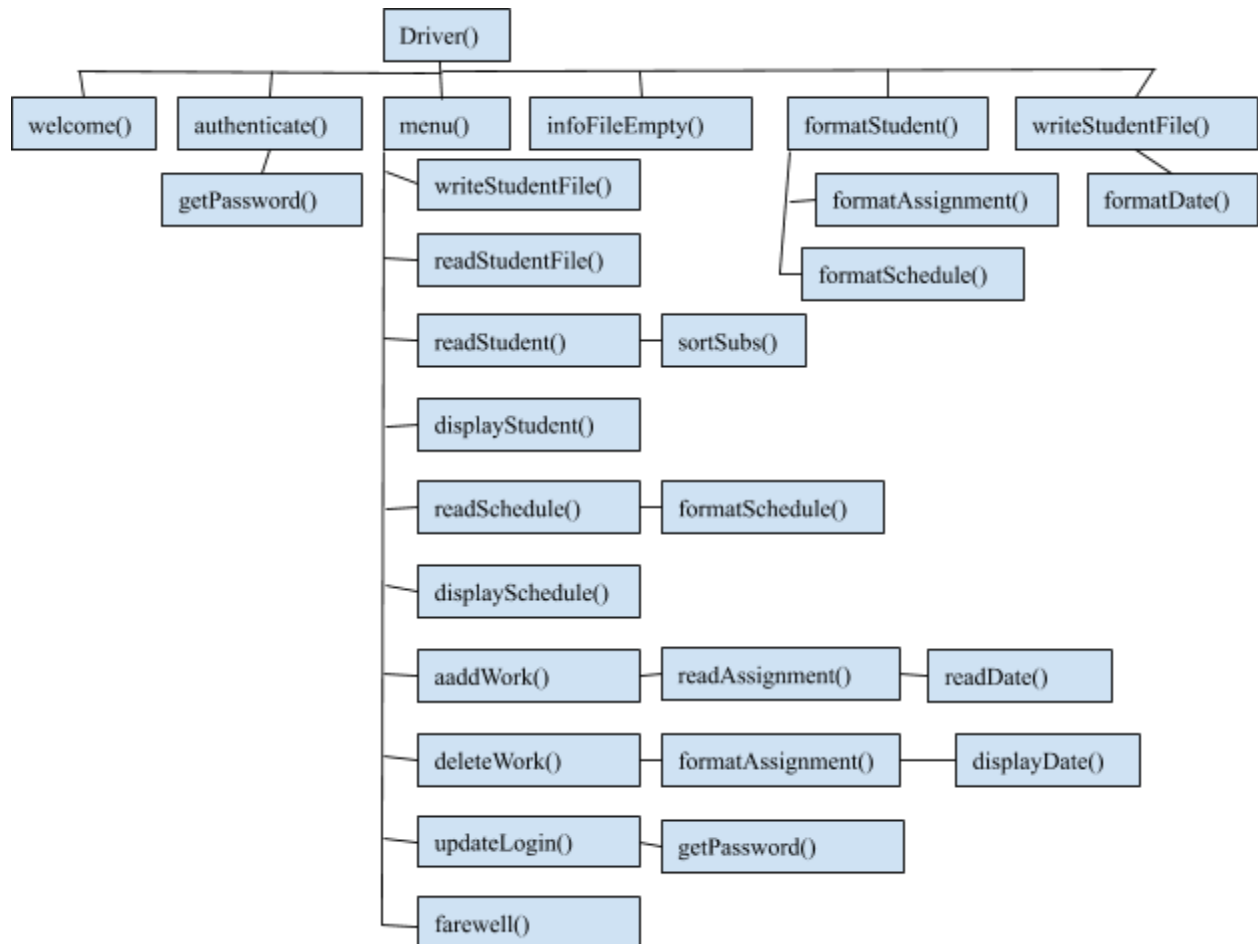 Driver()
welcome()
authenticate()
menu()
infoFileEmpty()
formatStudent()
writeStudentFile()
getPassword()
writeStudentFile()
formatAssignment()
formatDate()
readStudentFile()
formatSchedule()
readStudent()
sortSubs()
displayStudent()
readSchedule()
formatSchedule()
displaySchedule()
aaddWork()
readAssignment()
readDate()
deleteWork()
formatAssignment()
displayDate()
updateLogin()
getPassword()
farewell()